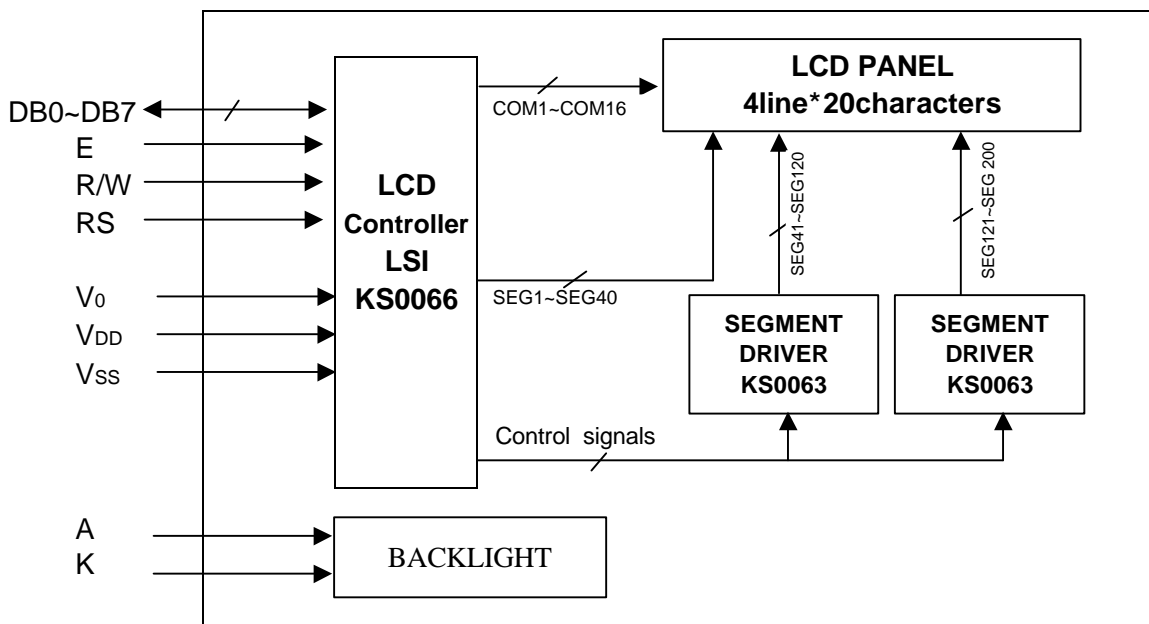 DB0~DB7
E
R/W
RS
V0
VDD
VSS
A
K
LCD
Controller
LSI
KS0066
COM1~COM16
SEG1~SEG40
Control signals
LCD PANEL
4line*20characters
SEG41~SEG120
SEG121~SEG 200
SEGMENT
DRIVER
KS0063
SEGMENT
DRIVER
KS0063
BACKLIGHT